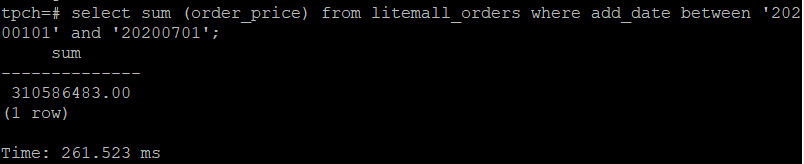 tpch=# select sum (order_price) from litemall_orders where add_date between '202
00101' and '20200701';
     sum
--------------
 310586483.00
(1 row)

Time: 261.523 ms